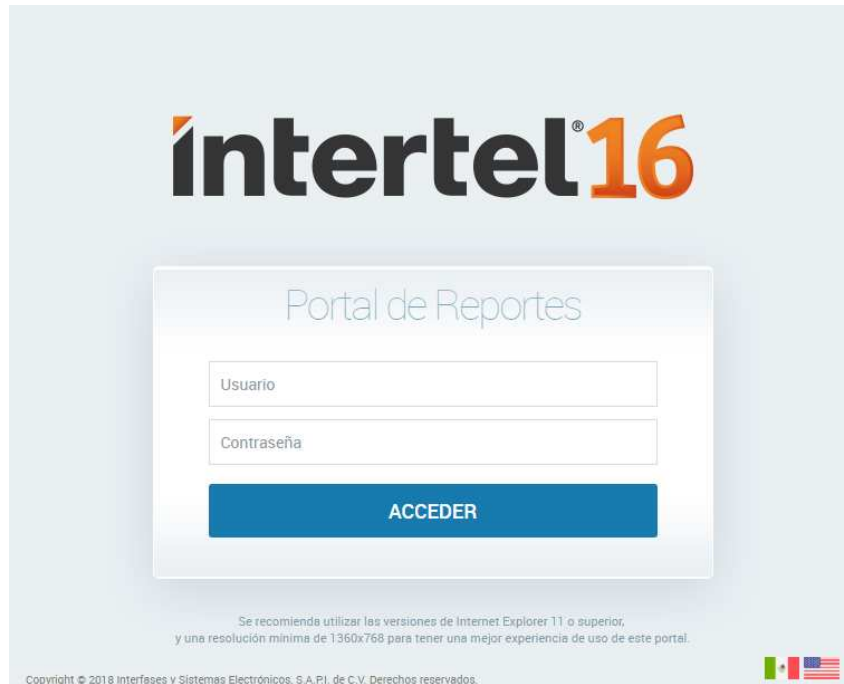 intertel®16
Portal de Reportes
Usuario
Contraseña
ACCEDER
Se recomienda utilizar las versiones de Internet Explorer 11 o superior,
y una resolución mínima de 1360x768 para tener una mejor experiencia de uso de este portal.
Copyright © 2018 Interfases y Sistemas Electrónicos, S.A.P.I. de C.V. Derechos reservados.